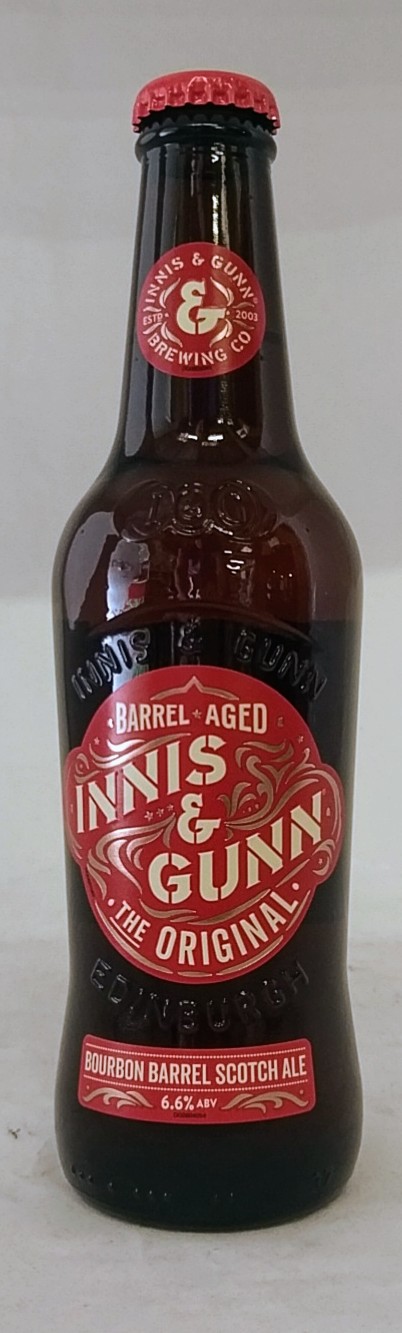 INNIS & GUNN
&
ESTD 2003
BREWING CO
I&G
INNIS & GUNN
BARREL AGED
INNIS
&
GUNN
THE ORIGINAL
EDINBURGH
BOURBON BARREL SCOTCH ALE
6.6% ABV